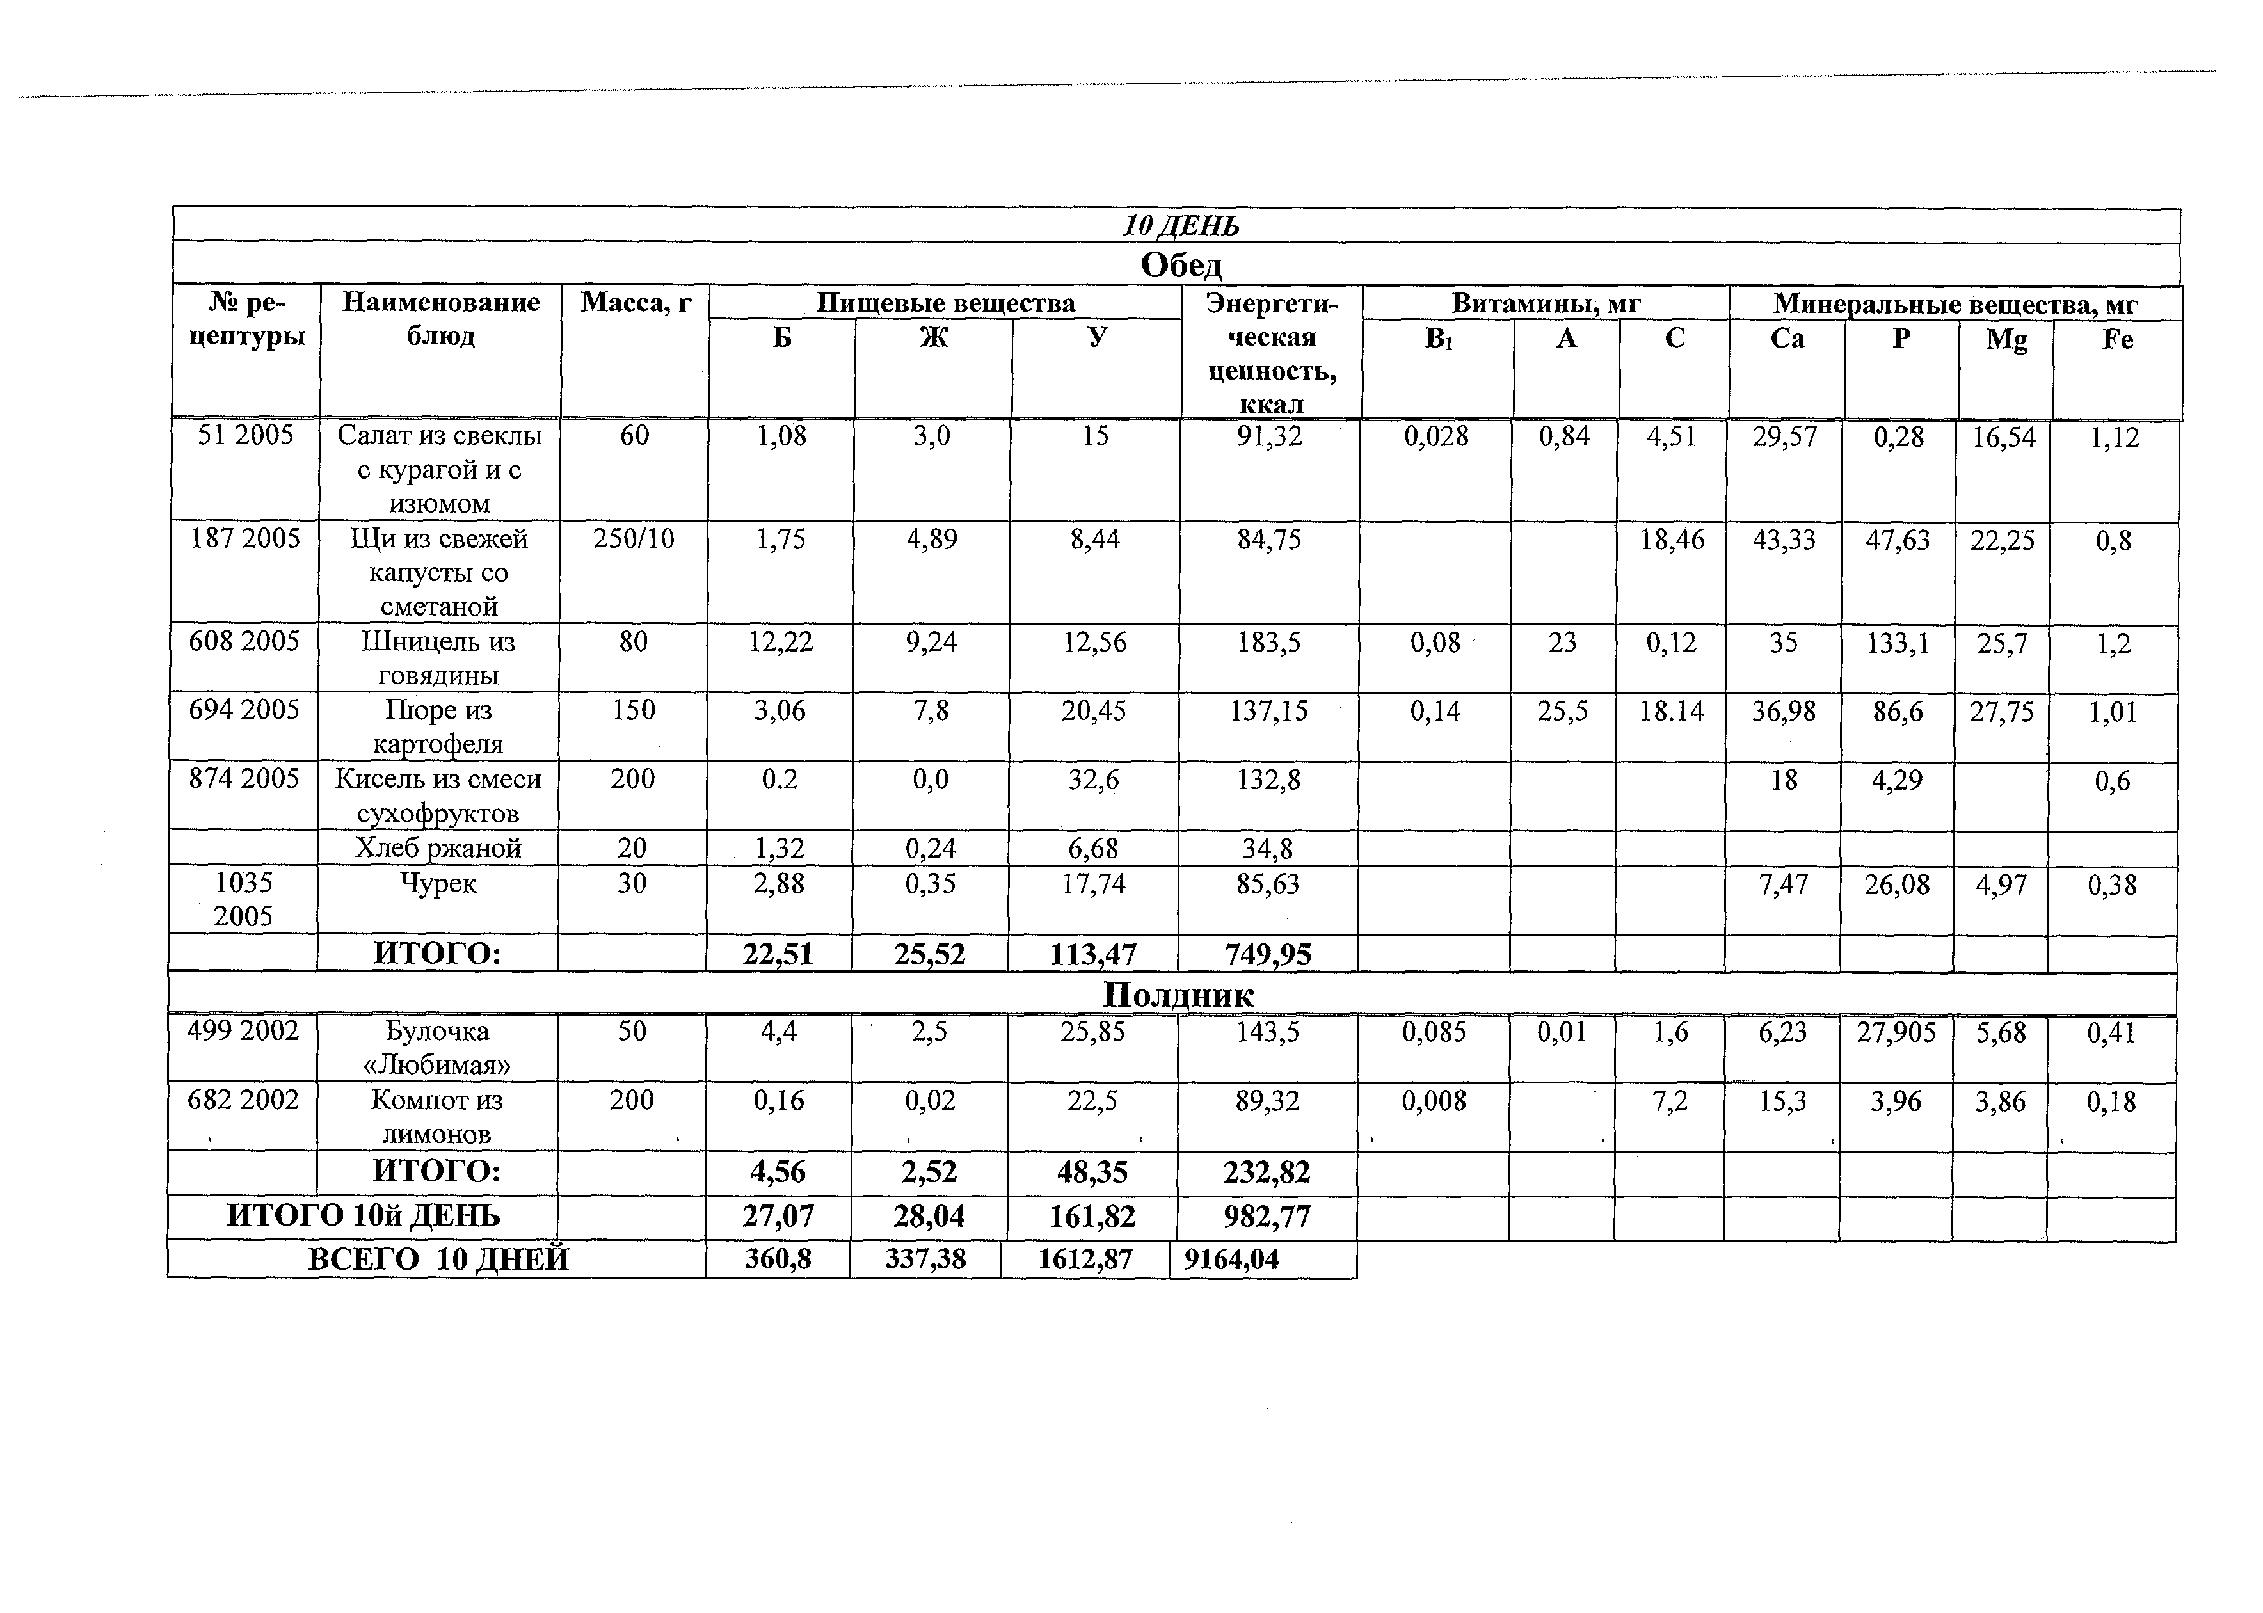 10 ДЕНЬ
Обед
№ ре- Наименование Масса, г Пищевые вещества Энергети- Витамины, мг Минеральные вещества, мг
цептуры блюд Б Ж У ческая B1 А С Ca P Mg Fe
ценность,
ккал
51 2005 Салат из свеклы 60 1,08 3,0 15 91,32 0,028 0,84 4,51 29,57 0,28 16,54 1,12
с курагой и с
изюмом
187 2005 Щи из свежей 250/10 1,75 4,89 8,44 84,75 18,46 43,33 47,63 22,25 0,8
капусты со
сметаной
608 2005 Шницель из 80 12,22 9,24 12,56 183,5 0,08 23 0,12 35 133,1 25,7 1,2
говядины
694 2005 Пюре из 150 3,06 7,8 20,45 137,15 0,14 25,5 18.14 36,98 86,6 27,75 1,01
картофеля
874 2005 Кисель из смеси 200 0.2 0,0 32,6 132,8 18 4,29 0,6
сухофруктов
Хлеб ржаной 20 1,32 0,24 6,68 34,8
1035 Чурек 30 2,88 0,35 17,74 85,63 7,47 26,08 4,97 0,38
2005
ИТОГО: 22,51 25,52 113,47 749,95
Полдник
499 2002 Булочка 50 4,4 2,5 25,85 143,5 0,085 0,01 1,6 6,23 27,905 5,68 0,41
«Любимая»
682 2002 Компот из 200 0,16 0,02 22,5 89,32 0,008 7,2 15,3 3,96 3,86 0,18
лимонов
ИТОГО: 4,56 2,52 48,35 232,82
ИТОГО 10й ДЕНЬ 27,07 28,04 161,82 982,77
ВСЕГО 10 ДНЕЙ 360,8 337,38 1612,87 9164,04